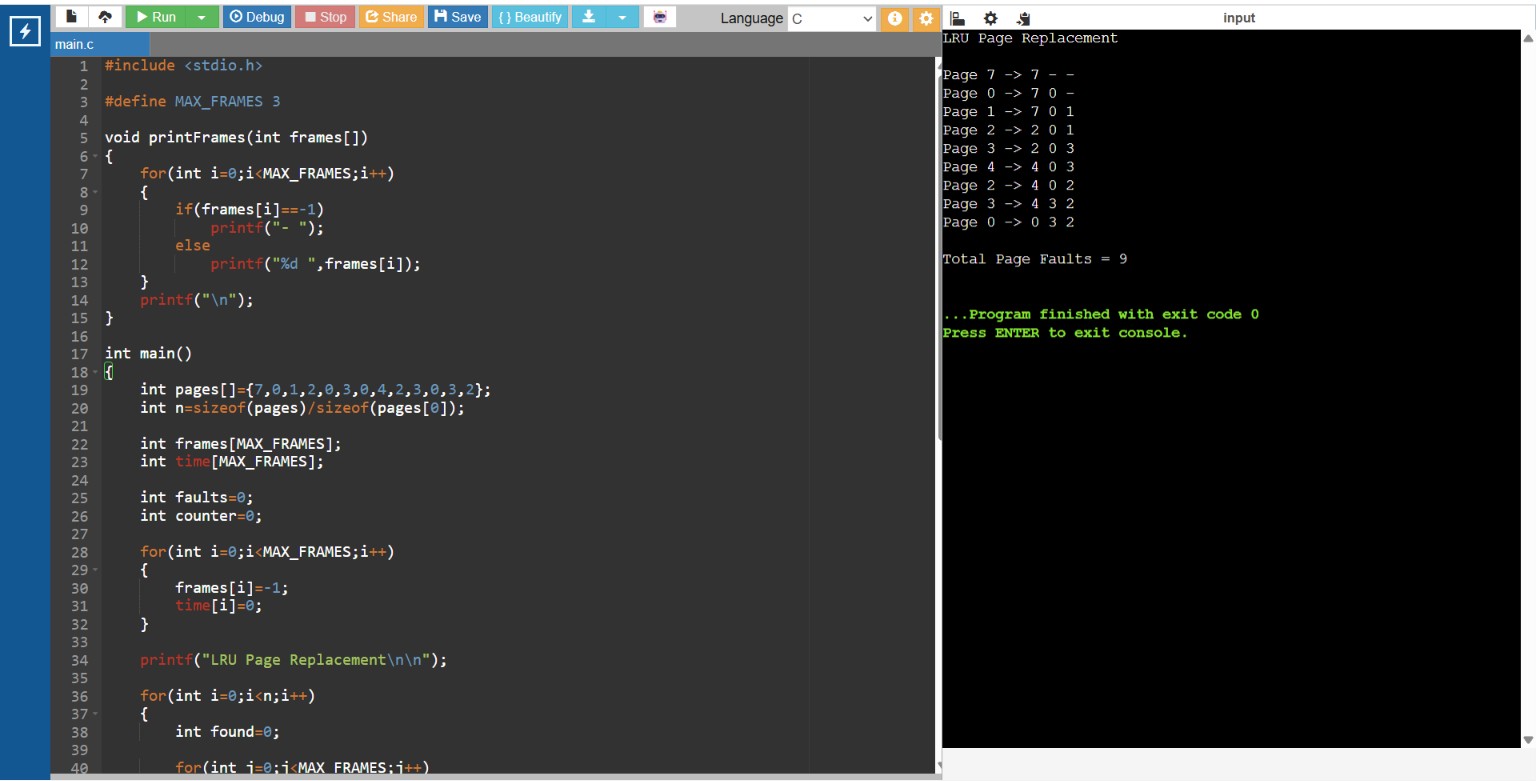 Run Debug Stop Share Save { } Beautify Language C
input
main.c
1 #include <stdio.h>
2
3 #define MAX_FRAMES 3
4
5 void printFrames(int frames[])
6 {
7     for(int i=0;i<MAX_FRAMES;i++)
8     {
9         if(frames[i]==-1)
10             printf("- ");
11         else
12             printf("%d ",frames[i]);
13     }
14     printf("\n");
15 }
16
17 int main()
18 {
19     int pages[]={7,0,1,2,0,3,0,4,2,3,0,3,2};
20     int n=sizeof(pages)/sizeof(pages[0]);
21
22     int frames[MAX_FRAMES];
23     int time[MAX_FRAMES];
24
25     int faults=0;
26     int counter=0;
27
28     for(int i=0;i<MAX_FRAMES;i++)
29     {
30         frames[i]=-1;
31         time[i]=0;
32     }
33
34     printf("LRU Page Replacement\n\n");
35
36     for(int i=0;i<n;i++)
37     {
38         int found=0;
39
40         for(int j=0;j<MAX_FRAMES;j++)
LRU Page Replacement
Page 7 -> 7 - -
Page 0 -> 7 0 -
Page 1 -> 7 0 1
Page 2 -> 2 0 1
Page 3 -> 2 0 3
Page 4 -> 4 0 3
Page 2 -> 4 0 2
Page 3 -> 4 3 2
Page 0 -> 0 3 2
Total Page Faults = 9
...Program finished with exit code 0
Press ENTER to exit console.